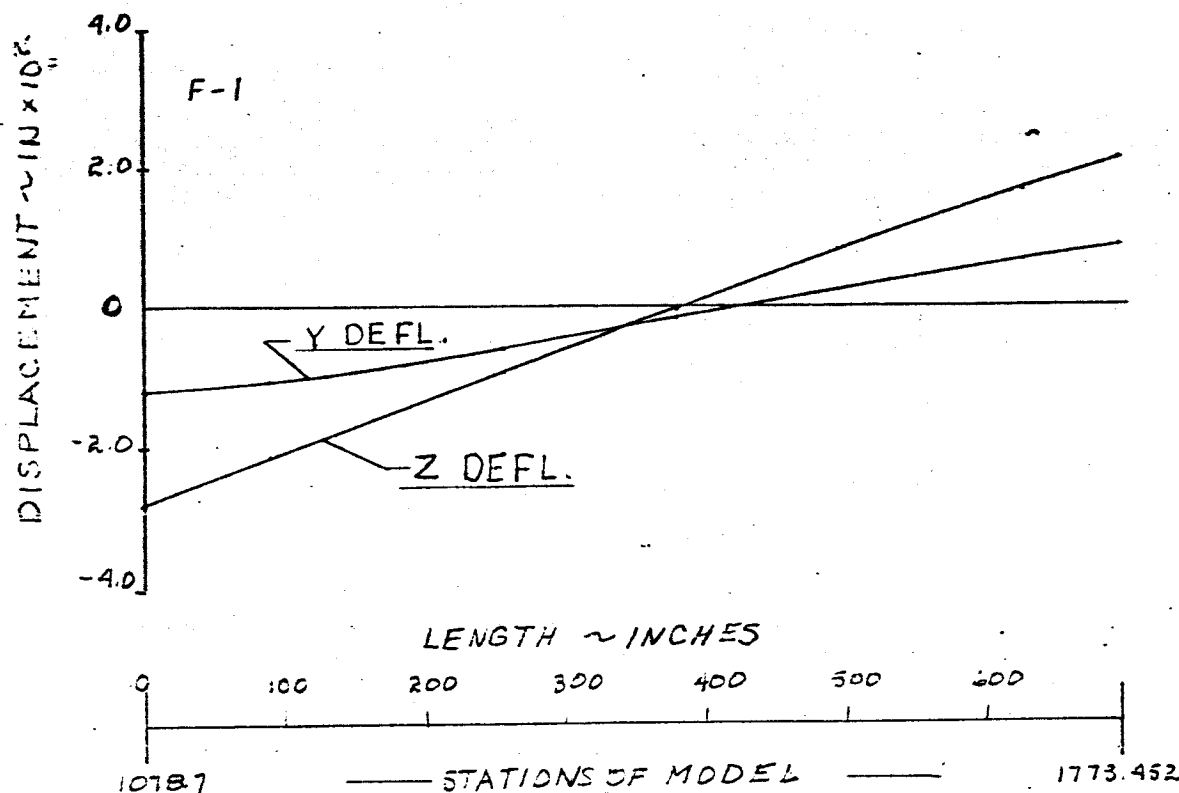 4.0
F-1
2.0
0
-2.0
-4.0
DISPLACEMENT ~ IN
Y DEFL.
Z DEFL.
LENGTH ~ INCHES
0 100 200 300 400 500 600
STATIONS OF MODEL
1773.452